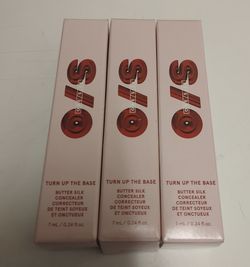 O/S
TURN UP THE BASE
BUTTER SILK
CONCEALER
CORRECTEUR
DE TEINT SOYEUX
ET ONCTUEUX
7 mL / 0.24 fl oz.
O/S
TURN UP THE BASE
BUTTER SILK
CONCEALER
CORRECTEUR
DE TEINT SOYEUX
ET ONCTUEUX
7 mL / 0.24 fl oz.
O/S
TURN UP THE BASE
BUTTER SILK
CONCEALER
CORRECTEUR
DE TEINT SOYEUX
ET ONCTUEUX
7 mL / 0.24 fl oz.